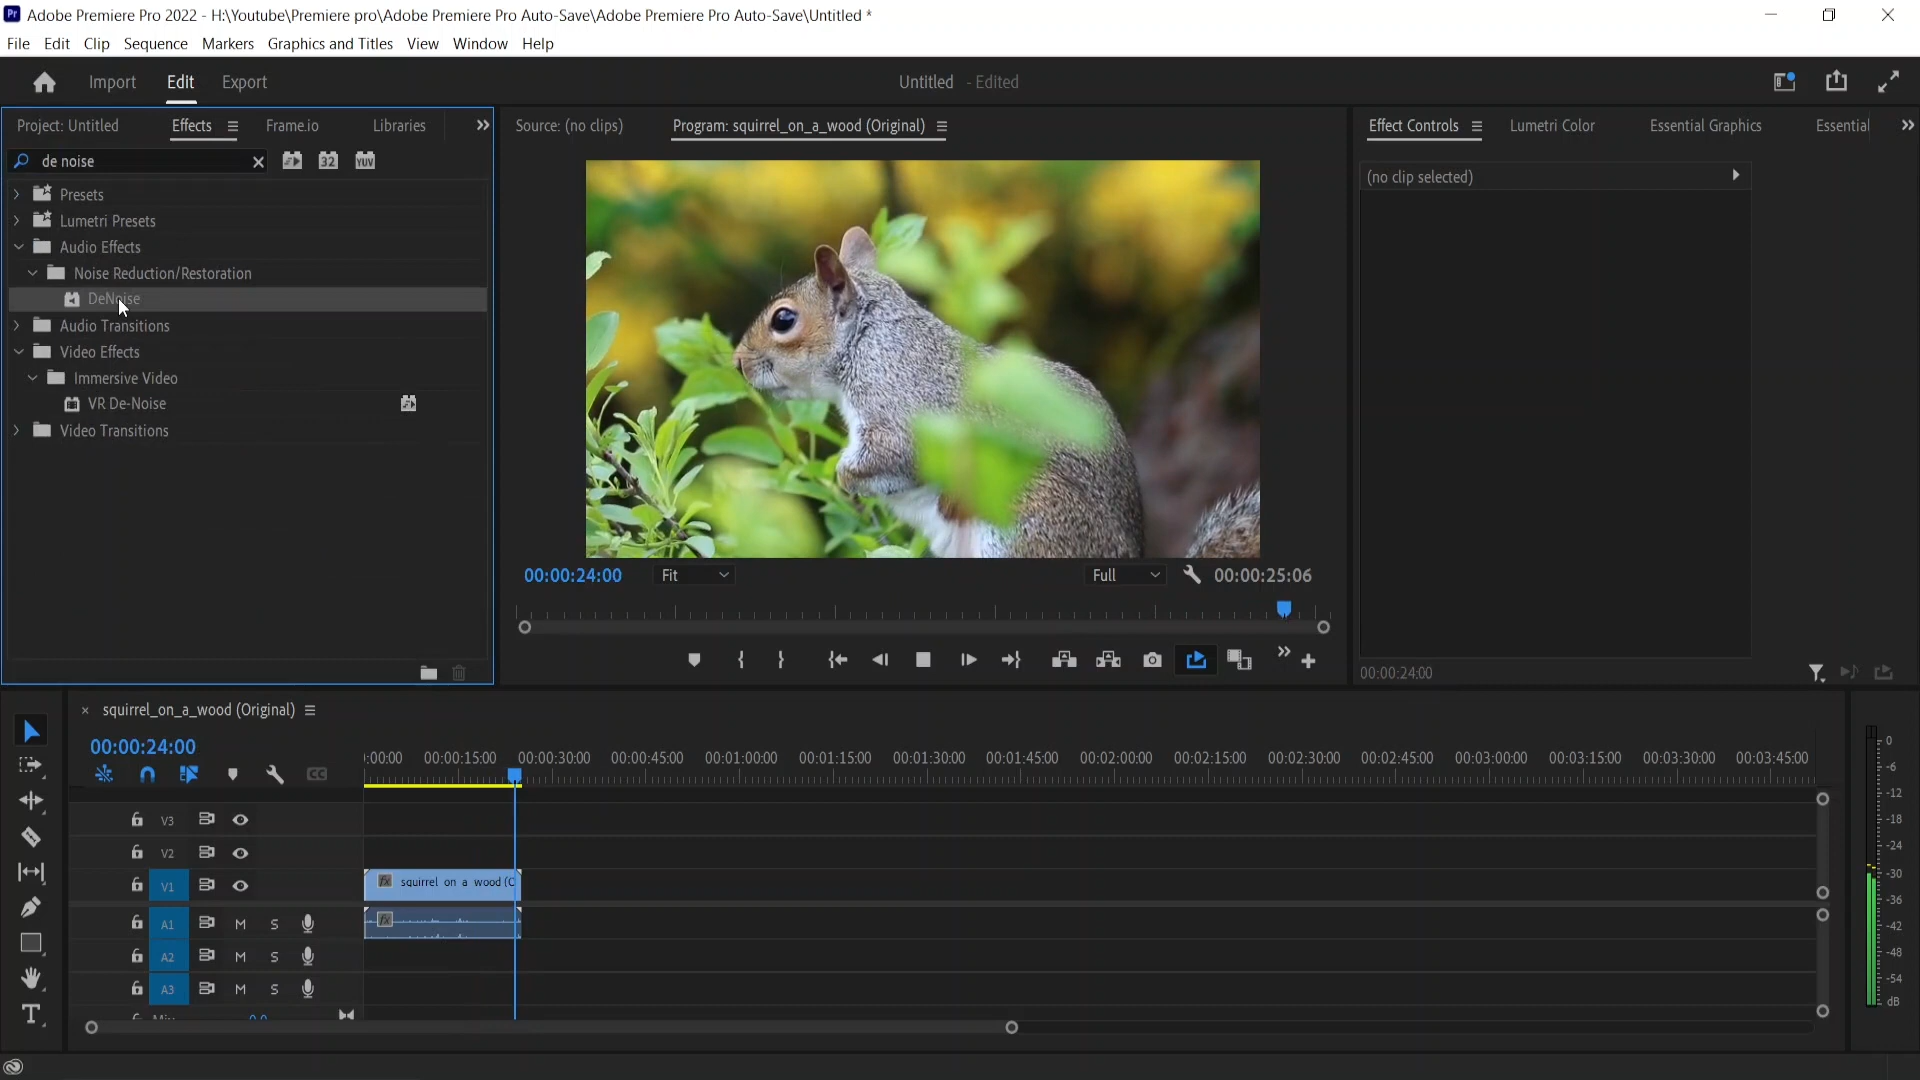 Pr Adobe Premiere Pro 2022 - H:\Youtube\Premiere pro\Adobe Premiere Pro Auto-Save\Adobe Premiere Pro Auto-Save\Untitled *
File Edit Clip Sequence Markers Graphics and Titles View Window Help
Import Edit Export Untitled - Edited
Project: Untitled Effects Frame.io Libraries
Source: (no clips) Program: squirrel_on_a_wood (Original)
Effect Controls Lumetri Color Essential Graphics Essential
de noise 32 YUV
(no clip selected)
Presets
Lumetri Presets
Audio Effects
Noise Reduction/Restoration
DeNoise
Audio Transitions
Video Effects
Immersive Video
VR De-Noise
Video Transitions
00:00:24:00 Fit Full 00:00:25:06
00:00:24:00
× squirrel_on_a_wood (Original)
00:00:24:00
:00:00 00:00:15:00 00:00:30:00 00:00:45:00 00:01:00:00 00:01:15:00 00:01:30:00 00:01:45:00 00:02:00:00 00:02:15:00 00:02:30:00 00:02:45:00 00:03:00:00 00:03:15:00 00:03:30:00 00:03:45:00
CC
V3
V2
V1 fx squirrel on a wood (O
A1 M S fx
A2 M S
A3 M S
Mix 0.0
0
-6
-12
-18
-24
-30
-36
-42
-48
-54
dB